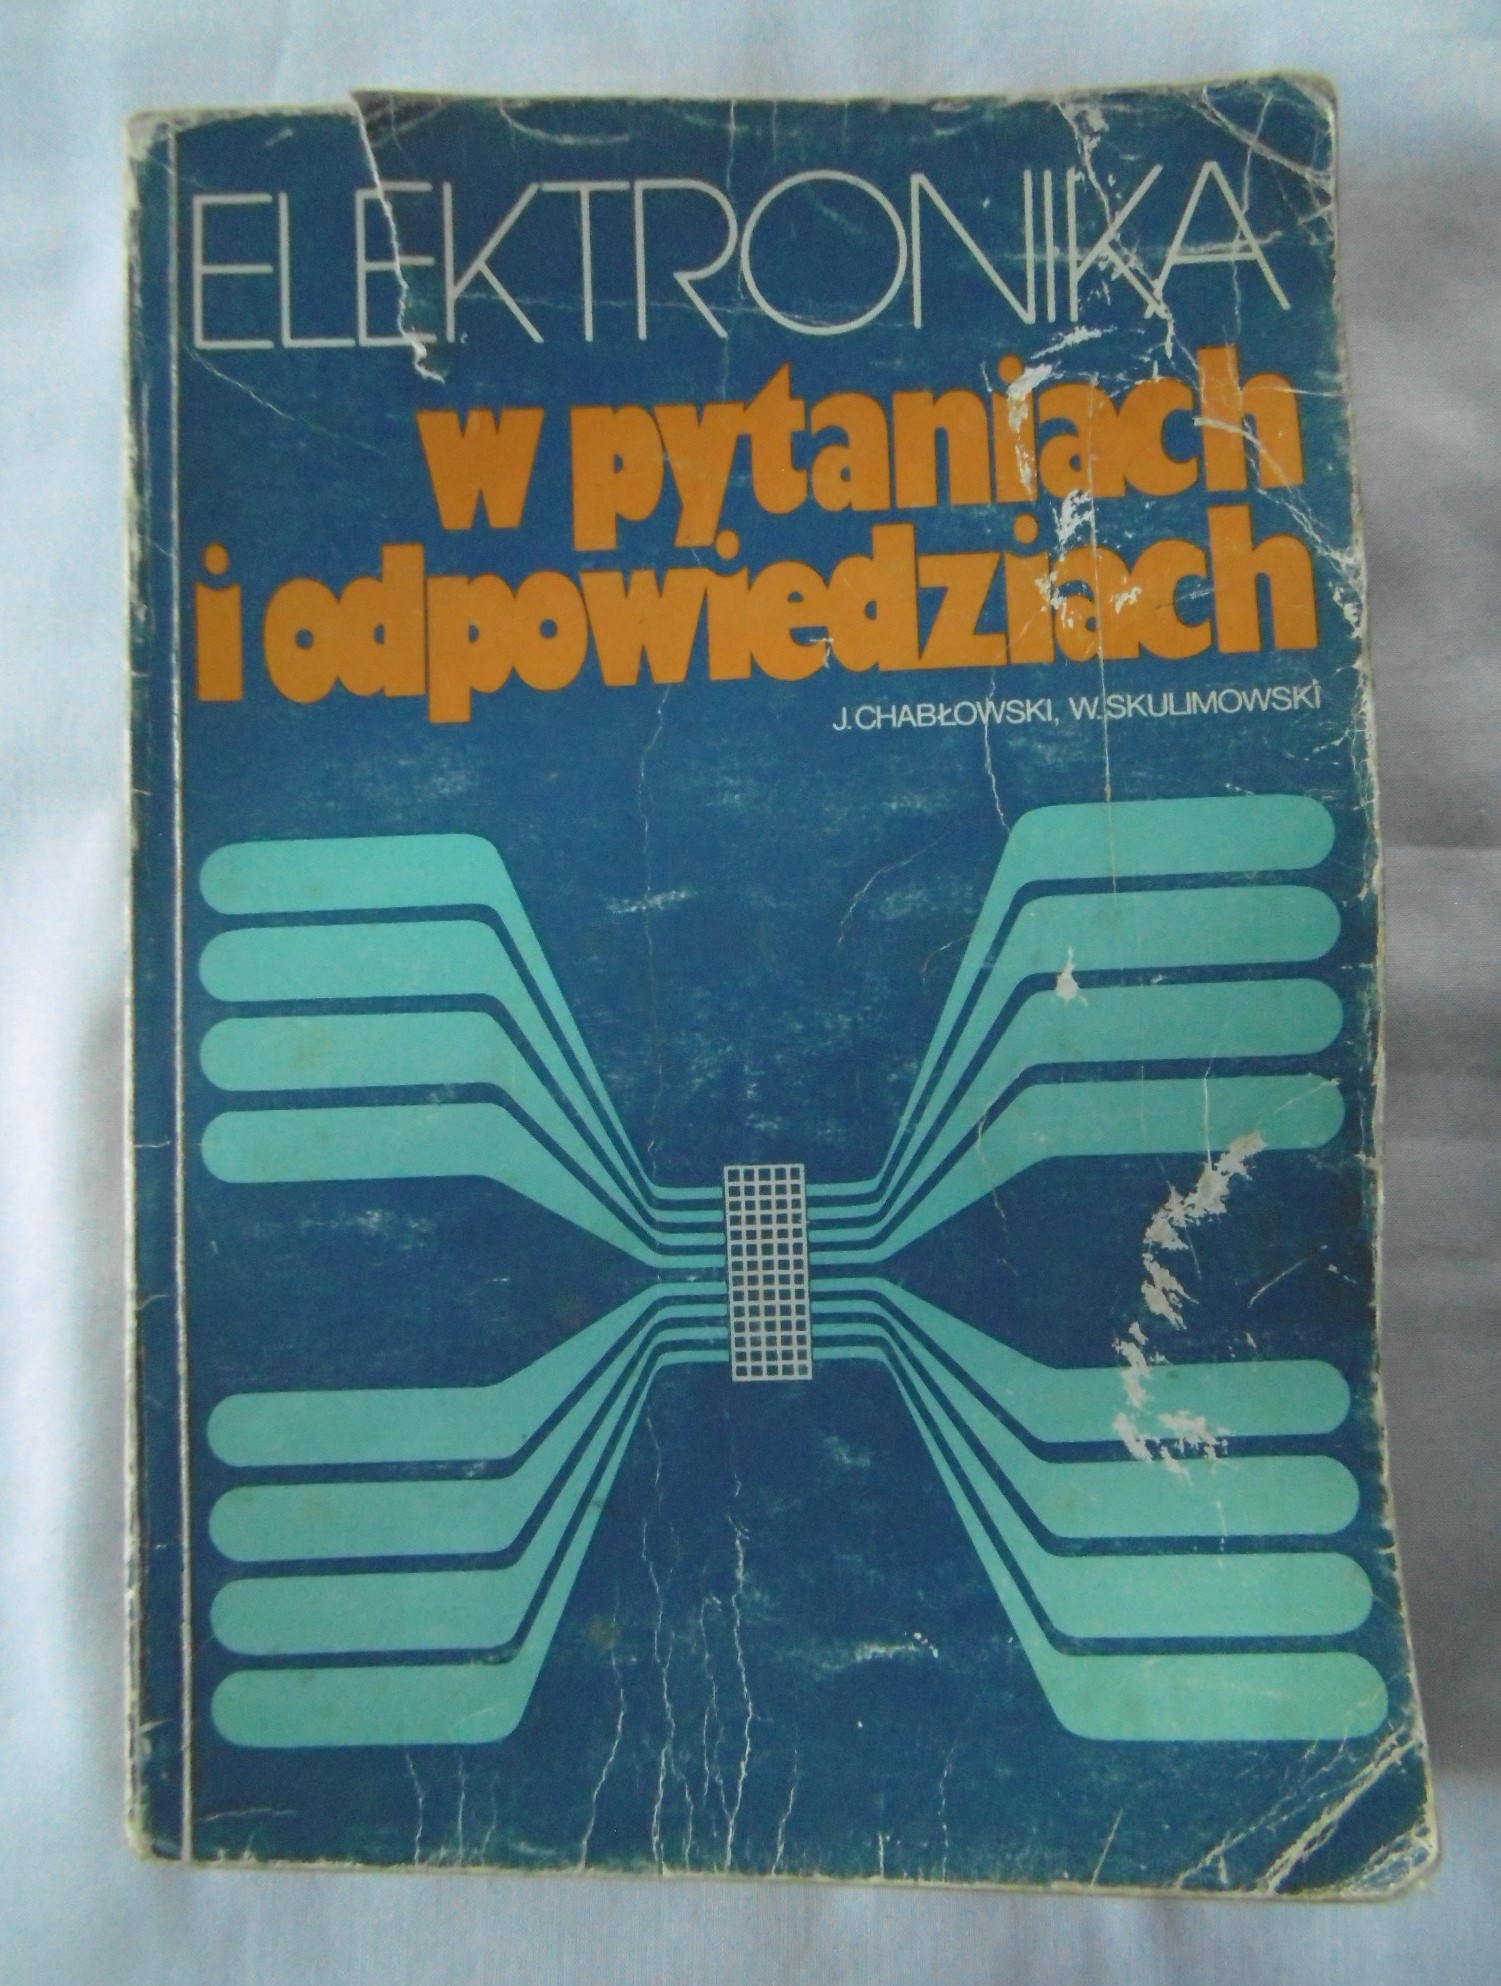 ELEKTRONIKA
w pytaniach
i odpowiedziach
J. CHABŁOWSKI, W. SKULIMOWSKI